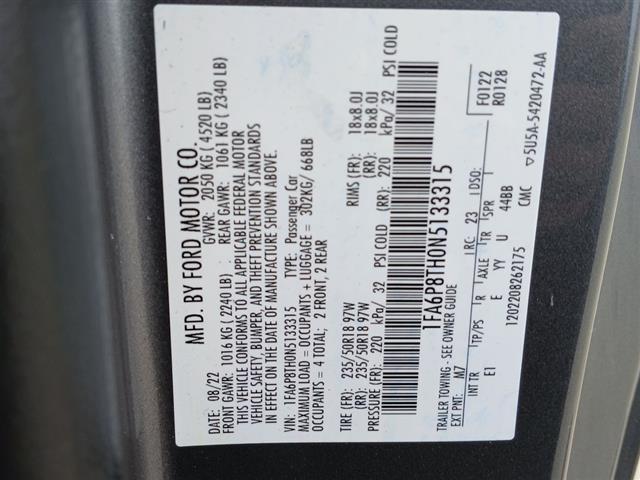 MFD. BY FORD MOTOR CO.
DATE: 08/22 GVWR: 2050 KG ( 4520 LB)
FRONT GAWR: 1016 KG ( 2240 LB) REAR GAWR: 1061 KG ( 2340 LB)
THIS VEHICLE CONFORMS TO ALL APPLICABLE FEDERAL MOTOR
VEHICLE SAFETY, BUMPER, AND THEFT PREVENTION STANDARDS
IN EFFECT ON THE DATE OF MANUFACTURE SHOWN ABOVE.
VIN: 1FA6P8TH0N5133315 TYPE: Passenger Car
MAXIMUM LOAD = OCCUPANTS + LUGGAGE = 302KG/ 668LB
OCCUPANTS = 4 TOTAL; 2 FRONT, 2 REAR
TIRE (FR): 235/50R18 97W RIMS (FR): 18x8.0J
(RR): 235/50R18 97W (RR): 18x8.0J
PRESSURE (FR): 220 kPa/ 32 PSI COLD (RR): 220 kPa/ 32 PSI COLD
1FA6P8TH0N5133315
TRAILER TOWING - SEE OWNER GUIDE
F0122
R0128
EXT PNT: M7 RC: 23 DSO:
INT TR TP/PS R AXLE TR SPR
EI E YY U 44BB
1202208262175 CMC ▽5U5A-5420472-AA